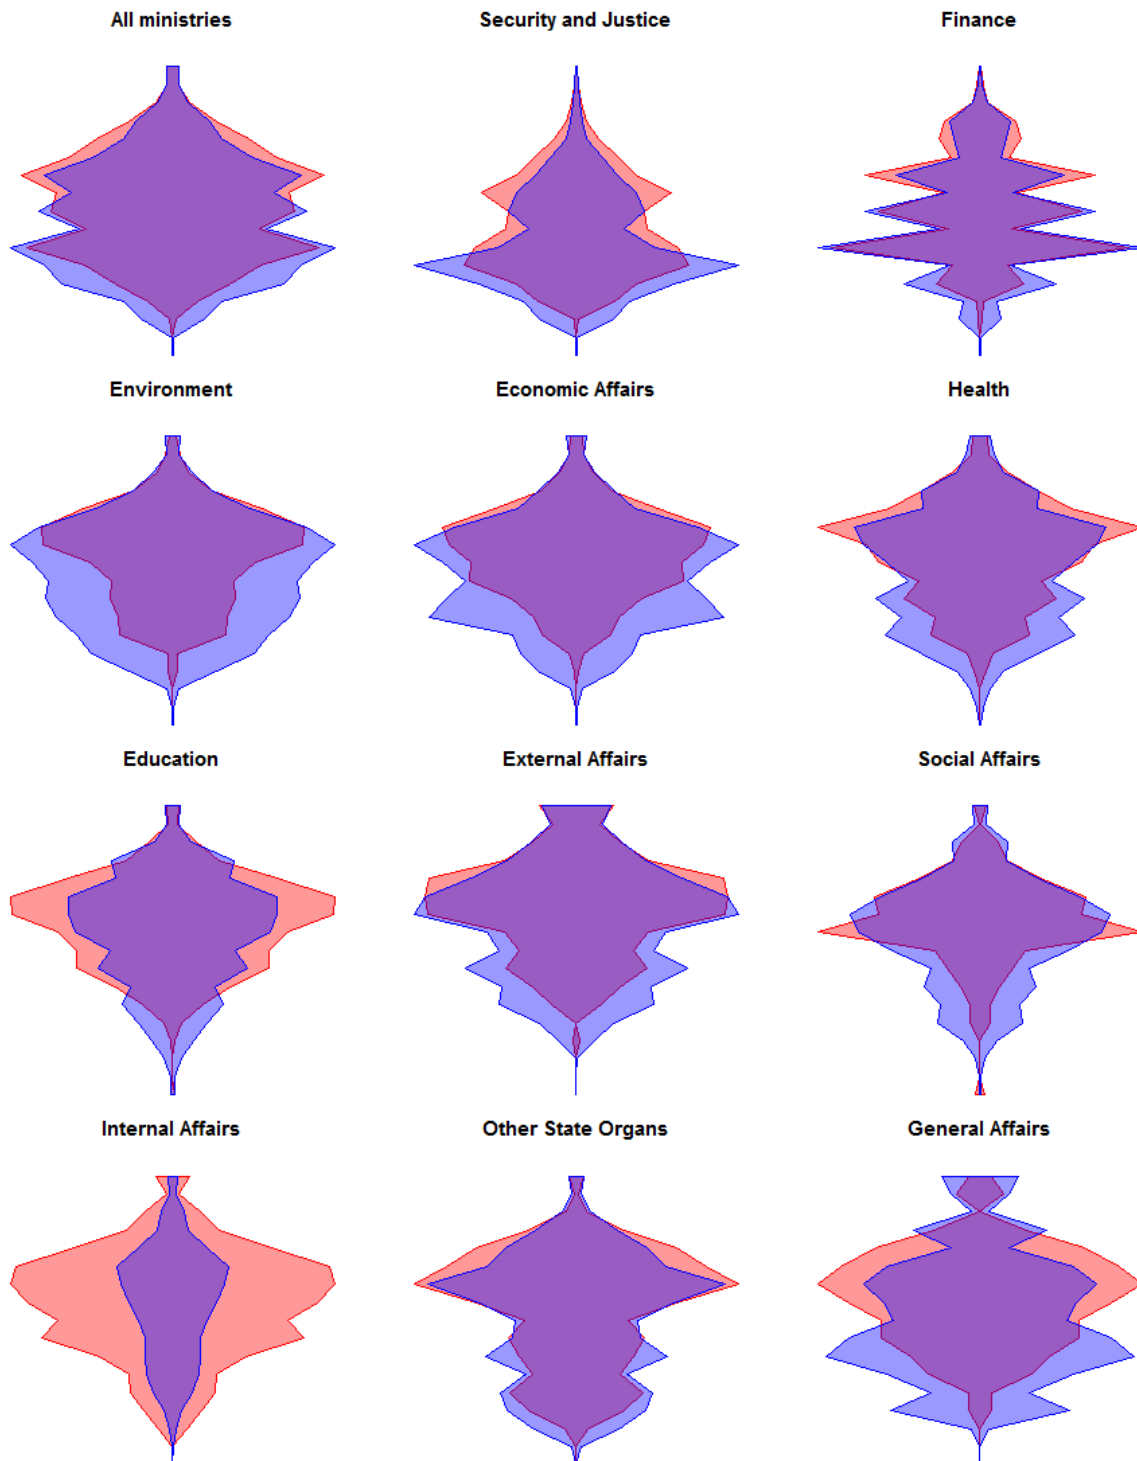 All ministries
Security and Justice
Finance
Environment
Economic Affairs
Health
Education
External Affairs
Social Affairs
Internal Affairs
Other State Organs
General Affairs